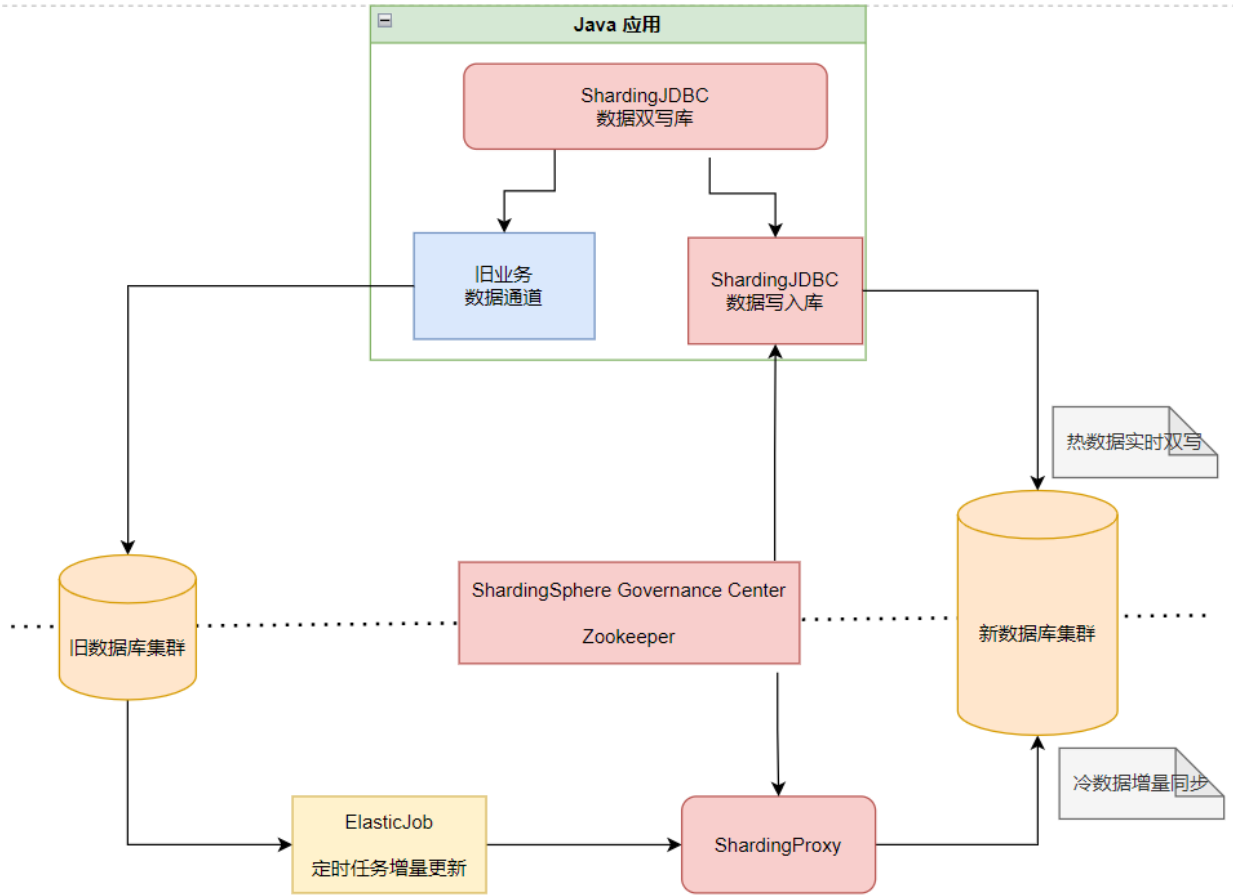 Java 应用
ShardingJDBC
数据双写库
旧业务
数据通道
ShardingJDBC
数据写入库
热数据实时双写
ShardingSphere Governance Center
Zookeeper
旧数据库集群
新数据库集群
冷数据增量同步
ElasticJob
定时任务增量更新
ShardingProxy